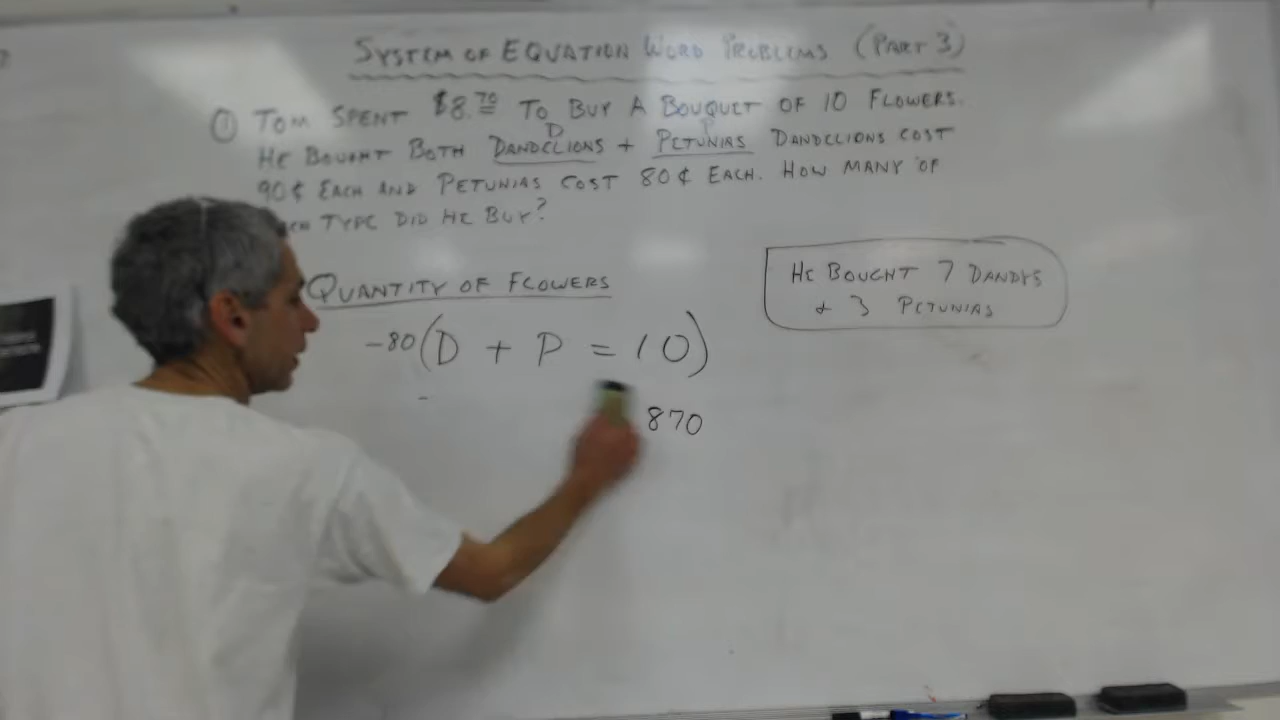 SYSTEM OF EQUATION WORD PROBLEMS (PART 3)
① TOM SPENT $8.70 TO BUY A BOUQUET OF 10 FLOWERS.
D P
HE BOUGHT BOTH DANDELIONS + PETUNIAS DANDELIONS COST
90¢ EACH AND PETUNIAS COST 80¢ EACH. HOW MANY OF
TYPE DID HE BUY?
QUANTITY OF FLOWERS
-80(D + P = 10)
- 870
HE BOUGHT 7 DANDYS
+ 3 PETUNIAS